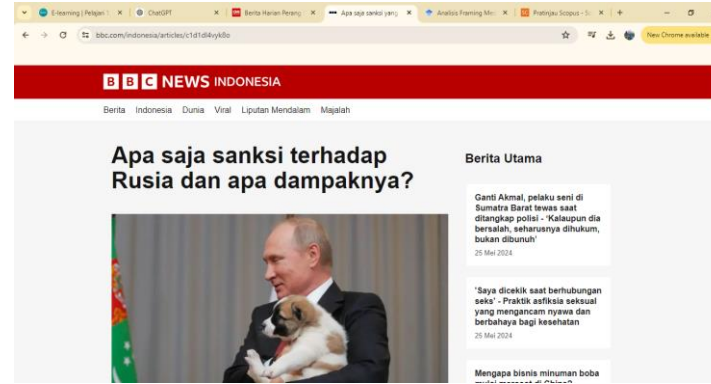 E-learning | Pelajari
ChatGPT
Berita Harian Perang
Apa saja sanksi yang
Analisis Framing
Pratinjau Scopus
bbc.com/indonesia/articles/
New Chrome available
BBC NEWS INDONESIA
Berita Indonesia Dunia Viral Liputan Mendalam Majalah
Apa saja sanksi terhadap
Rusia dan apa dampaknya?
Berita Utama
Ganti Akmal, pelaku seni di
Sumatra Barat tewas saat
ditangkap polisi - 'Kalaupun dia
bersalah, seharusnya dihukum,
bukan dibunuh'
25 Mei 2024
'Saya dicekik saat berhubungan
seks' - Praktik asfiksia seksual
yang mengancam nyawa dan
berbahaya bagi kesehatan
25 Mei 2024
Mengapa bisnis minuman boba